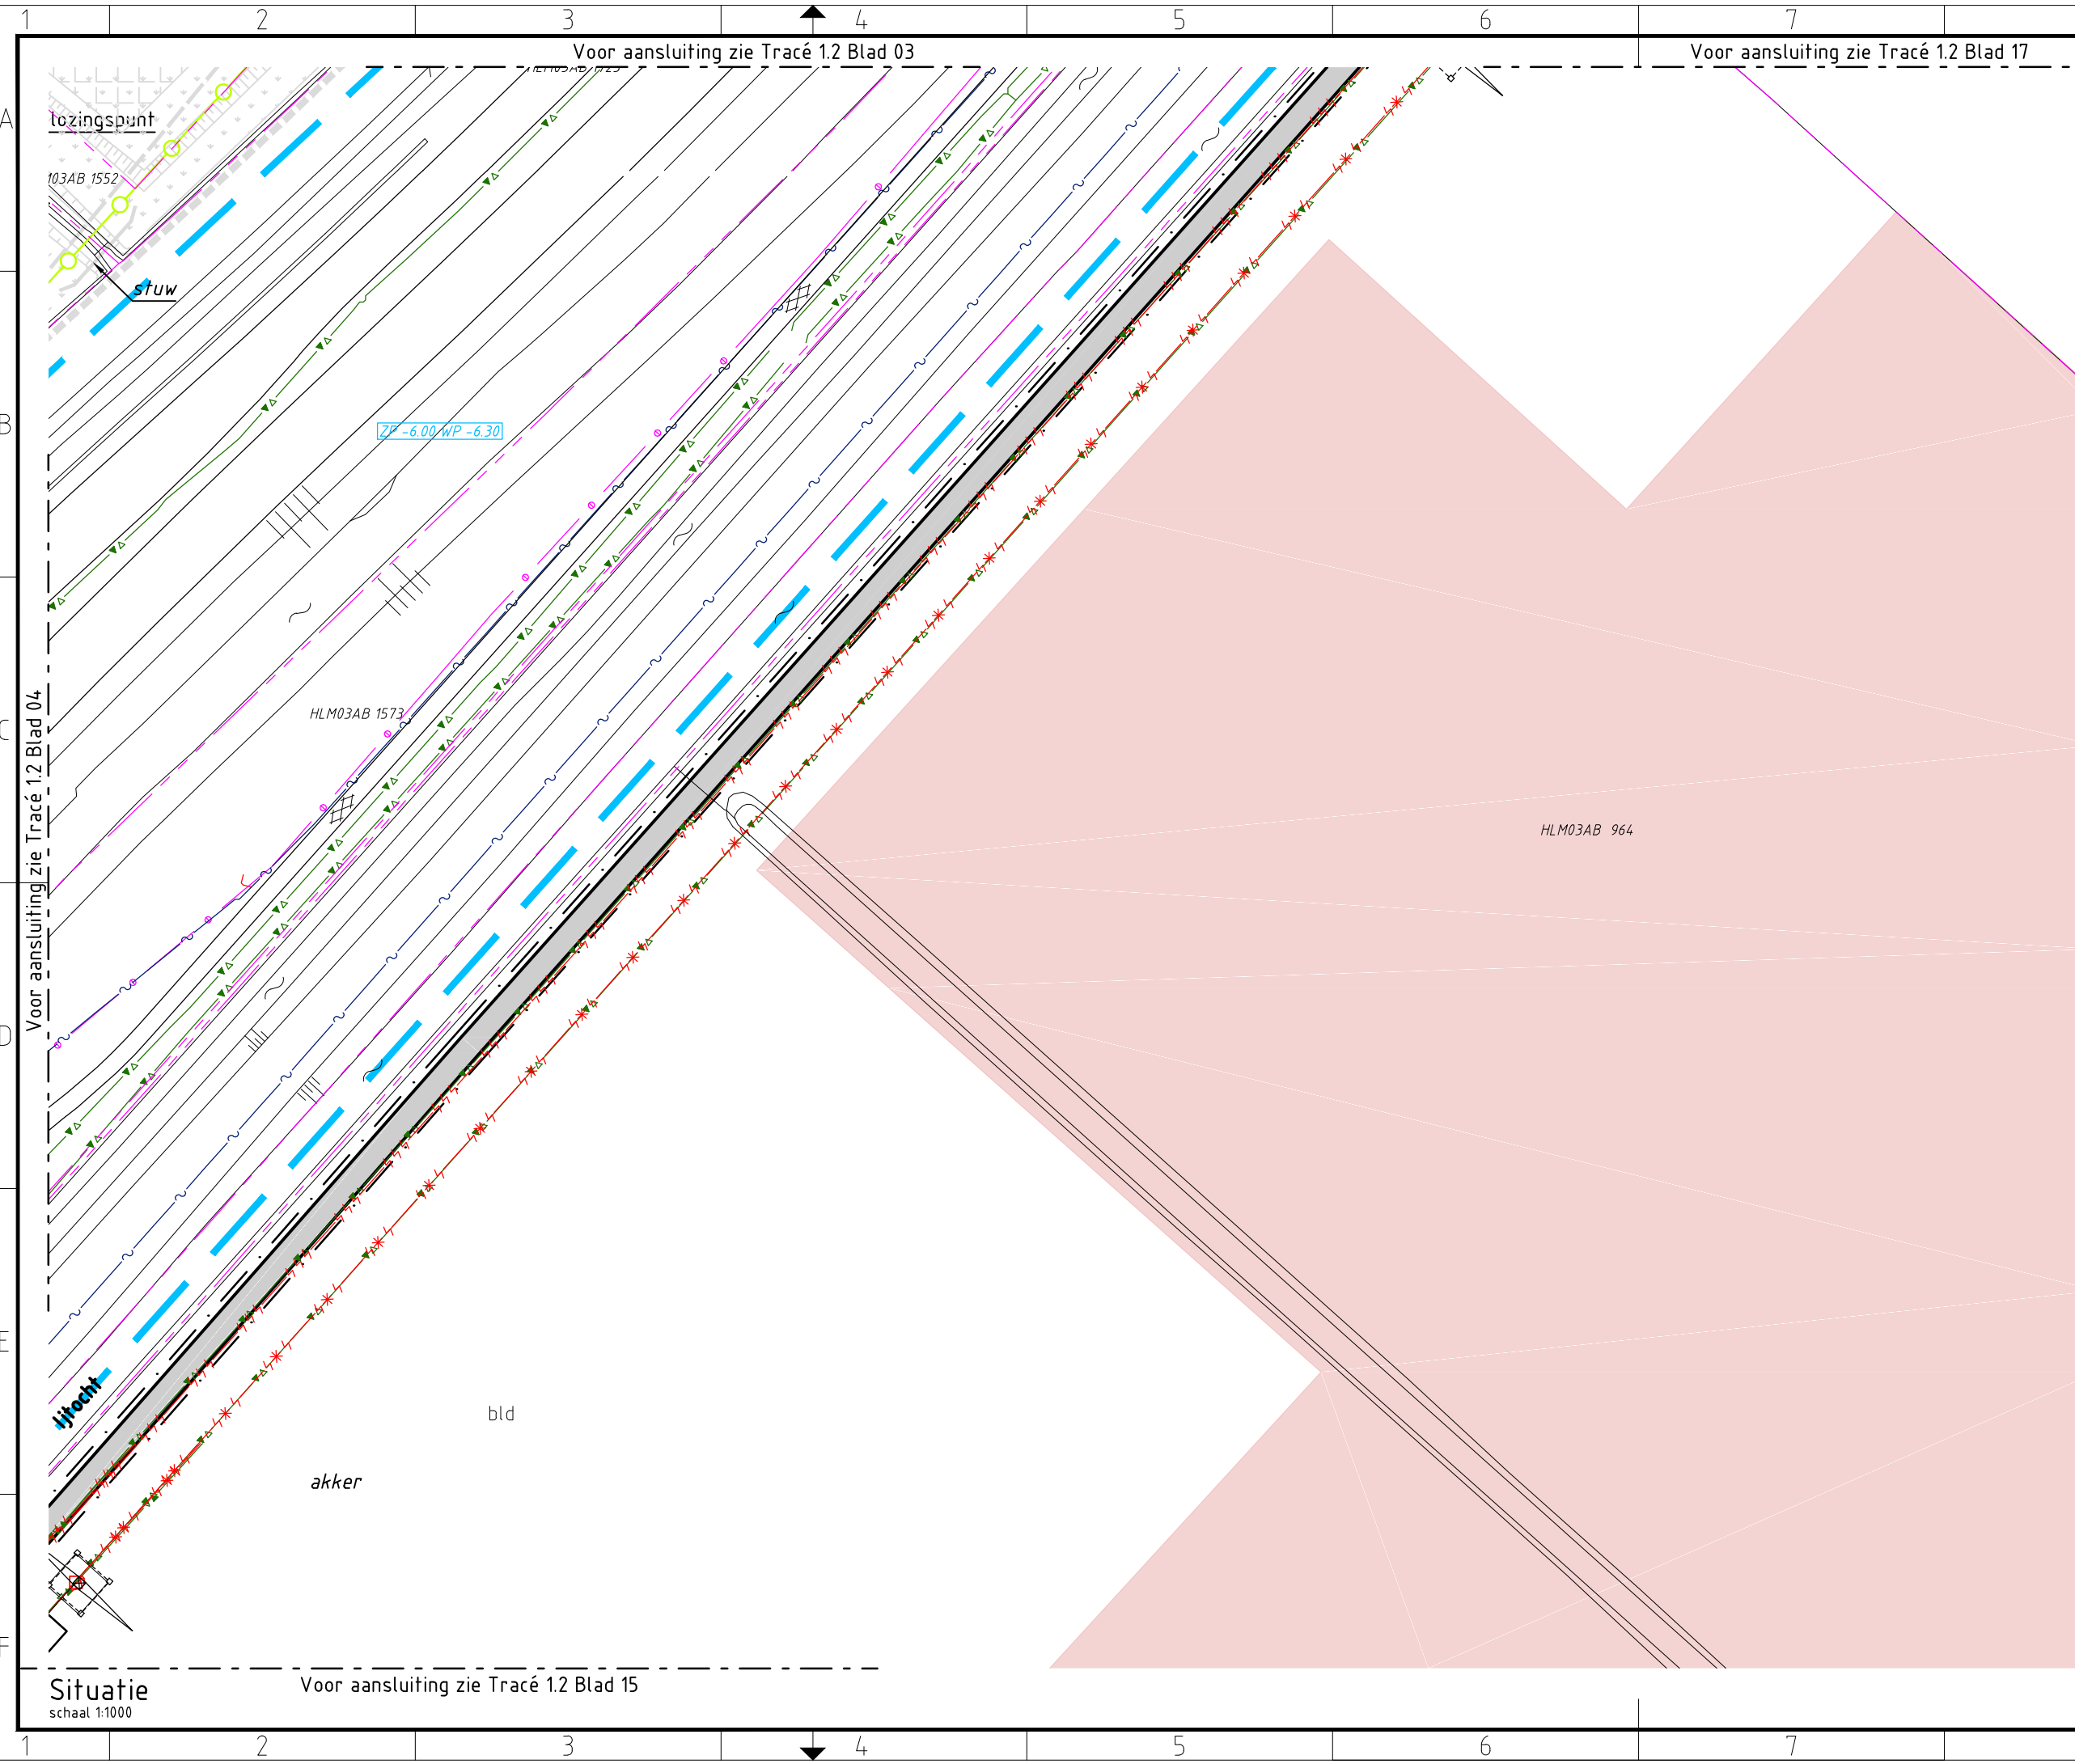 1 2 3 4 5 6 7
Voor aansluiting zie Tracé 1.2 Blad 03
Voor aansluiting zie Tracé 1.2 Blad 17
A
lozingspunt
103AB 1552
stuw
B
ZP -6.00 WP -6.30
C
HLM03AB 1573
Voor aansluiting zie Tracé 1.2 Blad 04
HLM03AB 964
D
E
Ijtocht
bld
akker
F
Situatie
schaal 1:1000
Voor aansluiting zie Tracé 1.2 Blad 15
1 2 3 4 5 6 7